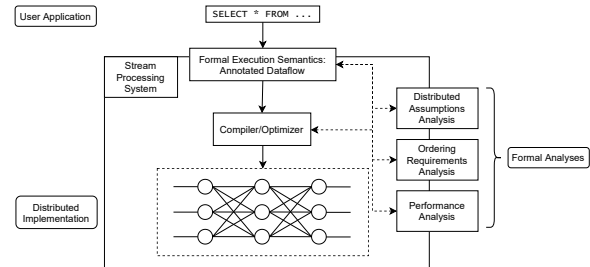 User Application
SELECT * FROM ...
Formal Execution Semantics:
Annotated Dataflow
Stream
Processing
System
Distributed
Assumptions
Analysis
Compiler/Optimizer
Ordering
Requirements
Analysis
Formal Analyses
Distributed
Implementation
Performance
Analysis